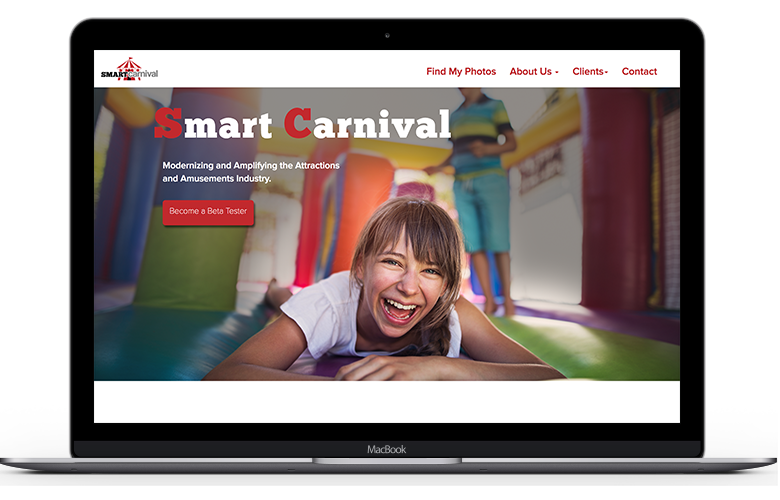 SMARTcarnival
Find My Photos
About Us
Clients
Contact
Smart Carnival
Modernizing and Amplifying the Attractions
and Amusements Industry.
Become a Beta Tester
MacBook